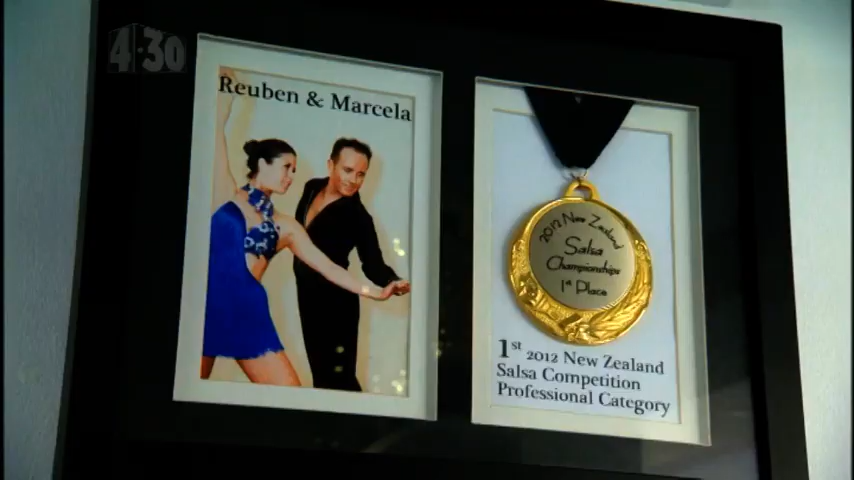 4:30
Reuben & Marcela
2012 New Zealand
Salsa
Championships
1st Place
1st 2012 New Zealand
Salsa Competition
Professional Category